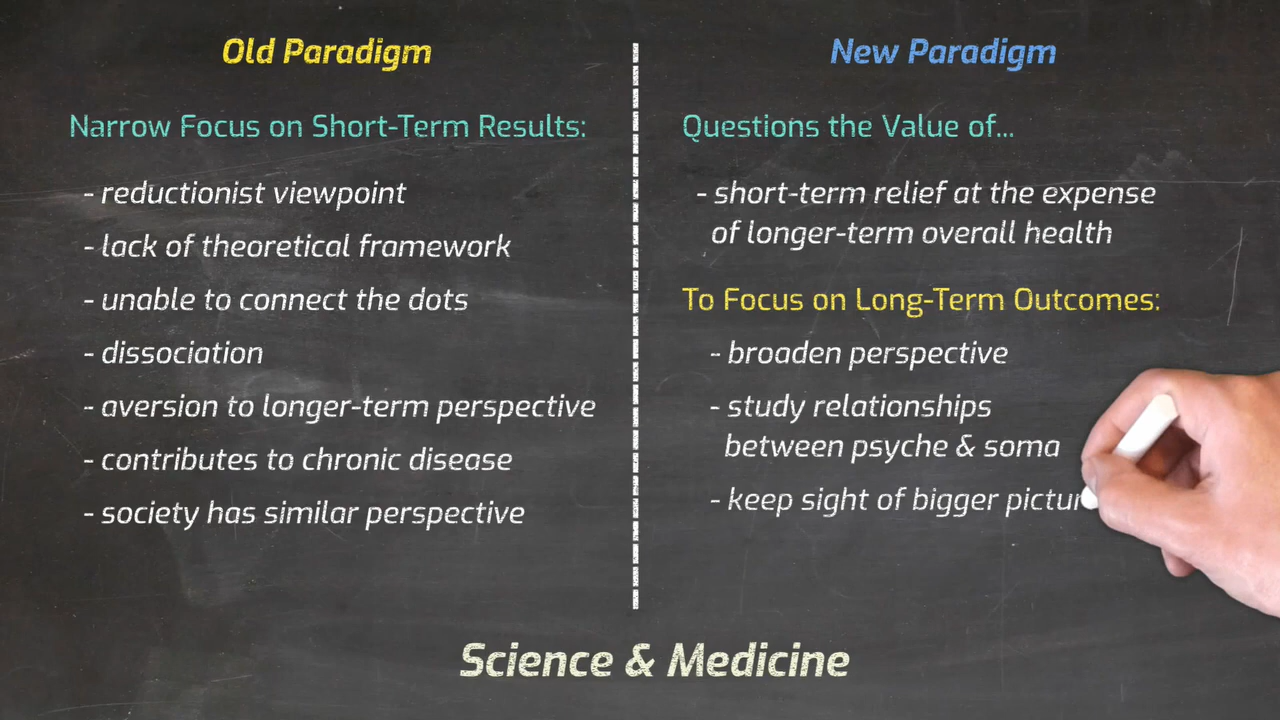 Old Paradigm
Narrow Focus on Short-Term Results:
- reductionist viewpoint
- lack of theoretical framework
- unable to connect the dots
- dissociation
- aversion to longer-term perspective
- contributes to chronic disease
- society has similar perspective
New Paradigm
Questions the Value of...
- short-term relief at the expense
of longer-term overall health
To Focus on Long-Term Outcomes:
- broaden perspective
- study relationships
between psyche & soma
- keep sight of bigger pictur
Science & Medicine